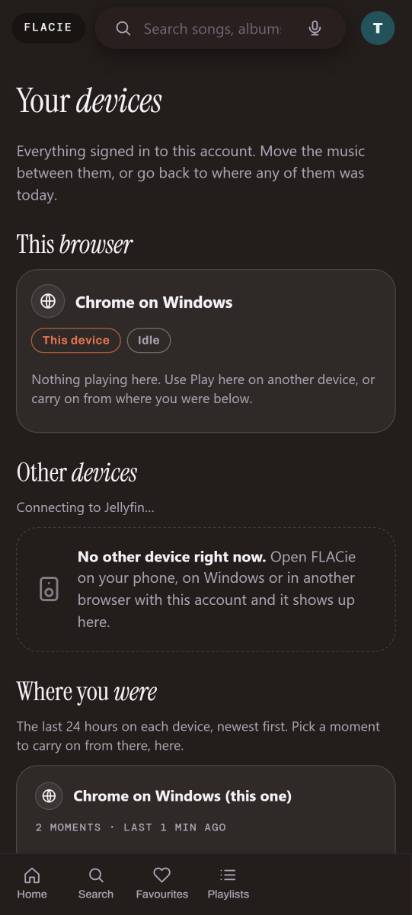 FLACIE
Search songs, album
T
Your devices
Everything signed in to this account. Move the music
between them, or go back to where any of them was
today.
This browser
Chrome on Windows
This device
Idle
Nothing playing here. Use Play here on another device, or
carry on from where you were below.
Other devices
Connecting to Jellyfin...
No other device right now. Open FLACie
on your phone, on Windows or in another
browser with this account and it shows up
here.
Where you were
The last 24 hours on each device, newest first. Pick a moment
to carry on from there, here.
Chrome on Windows (this one)
2 MOMENTS · LAST 1 MIN AGO
Home
Search
Favourites
Playlists